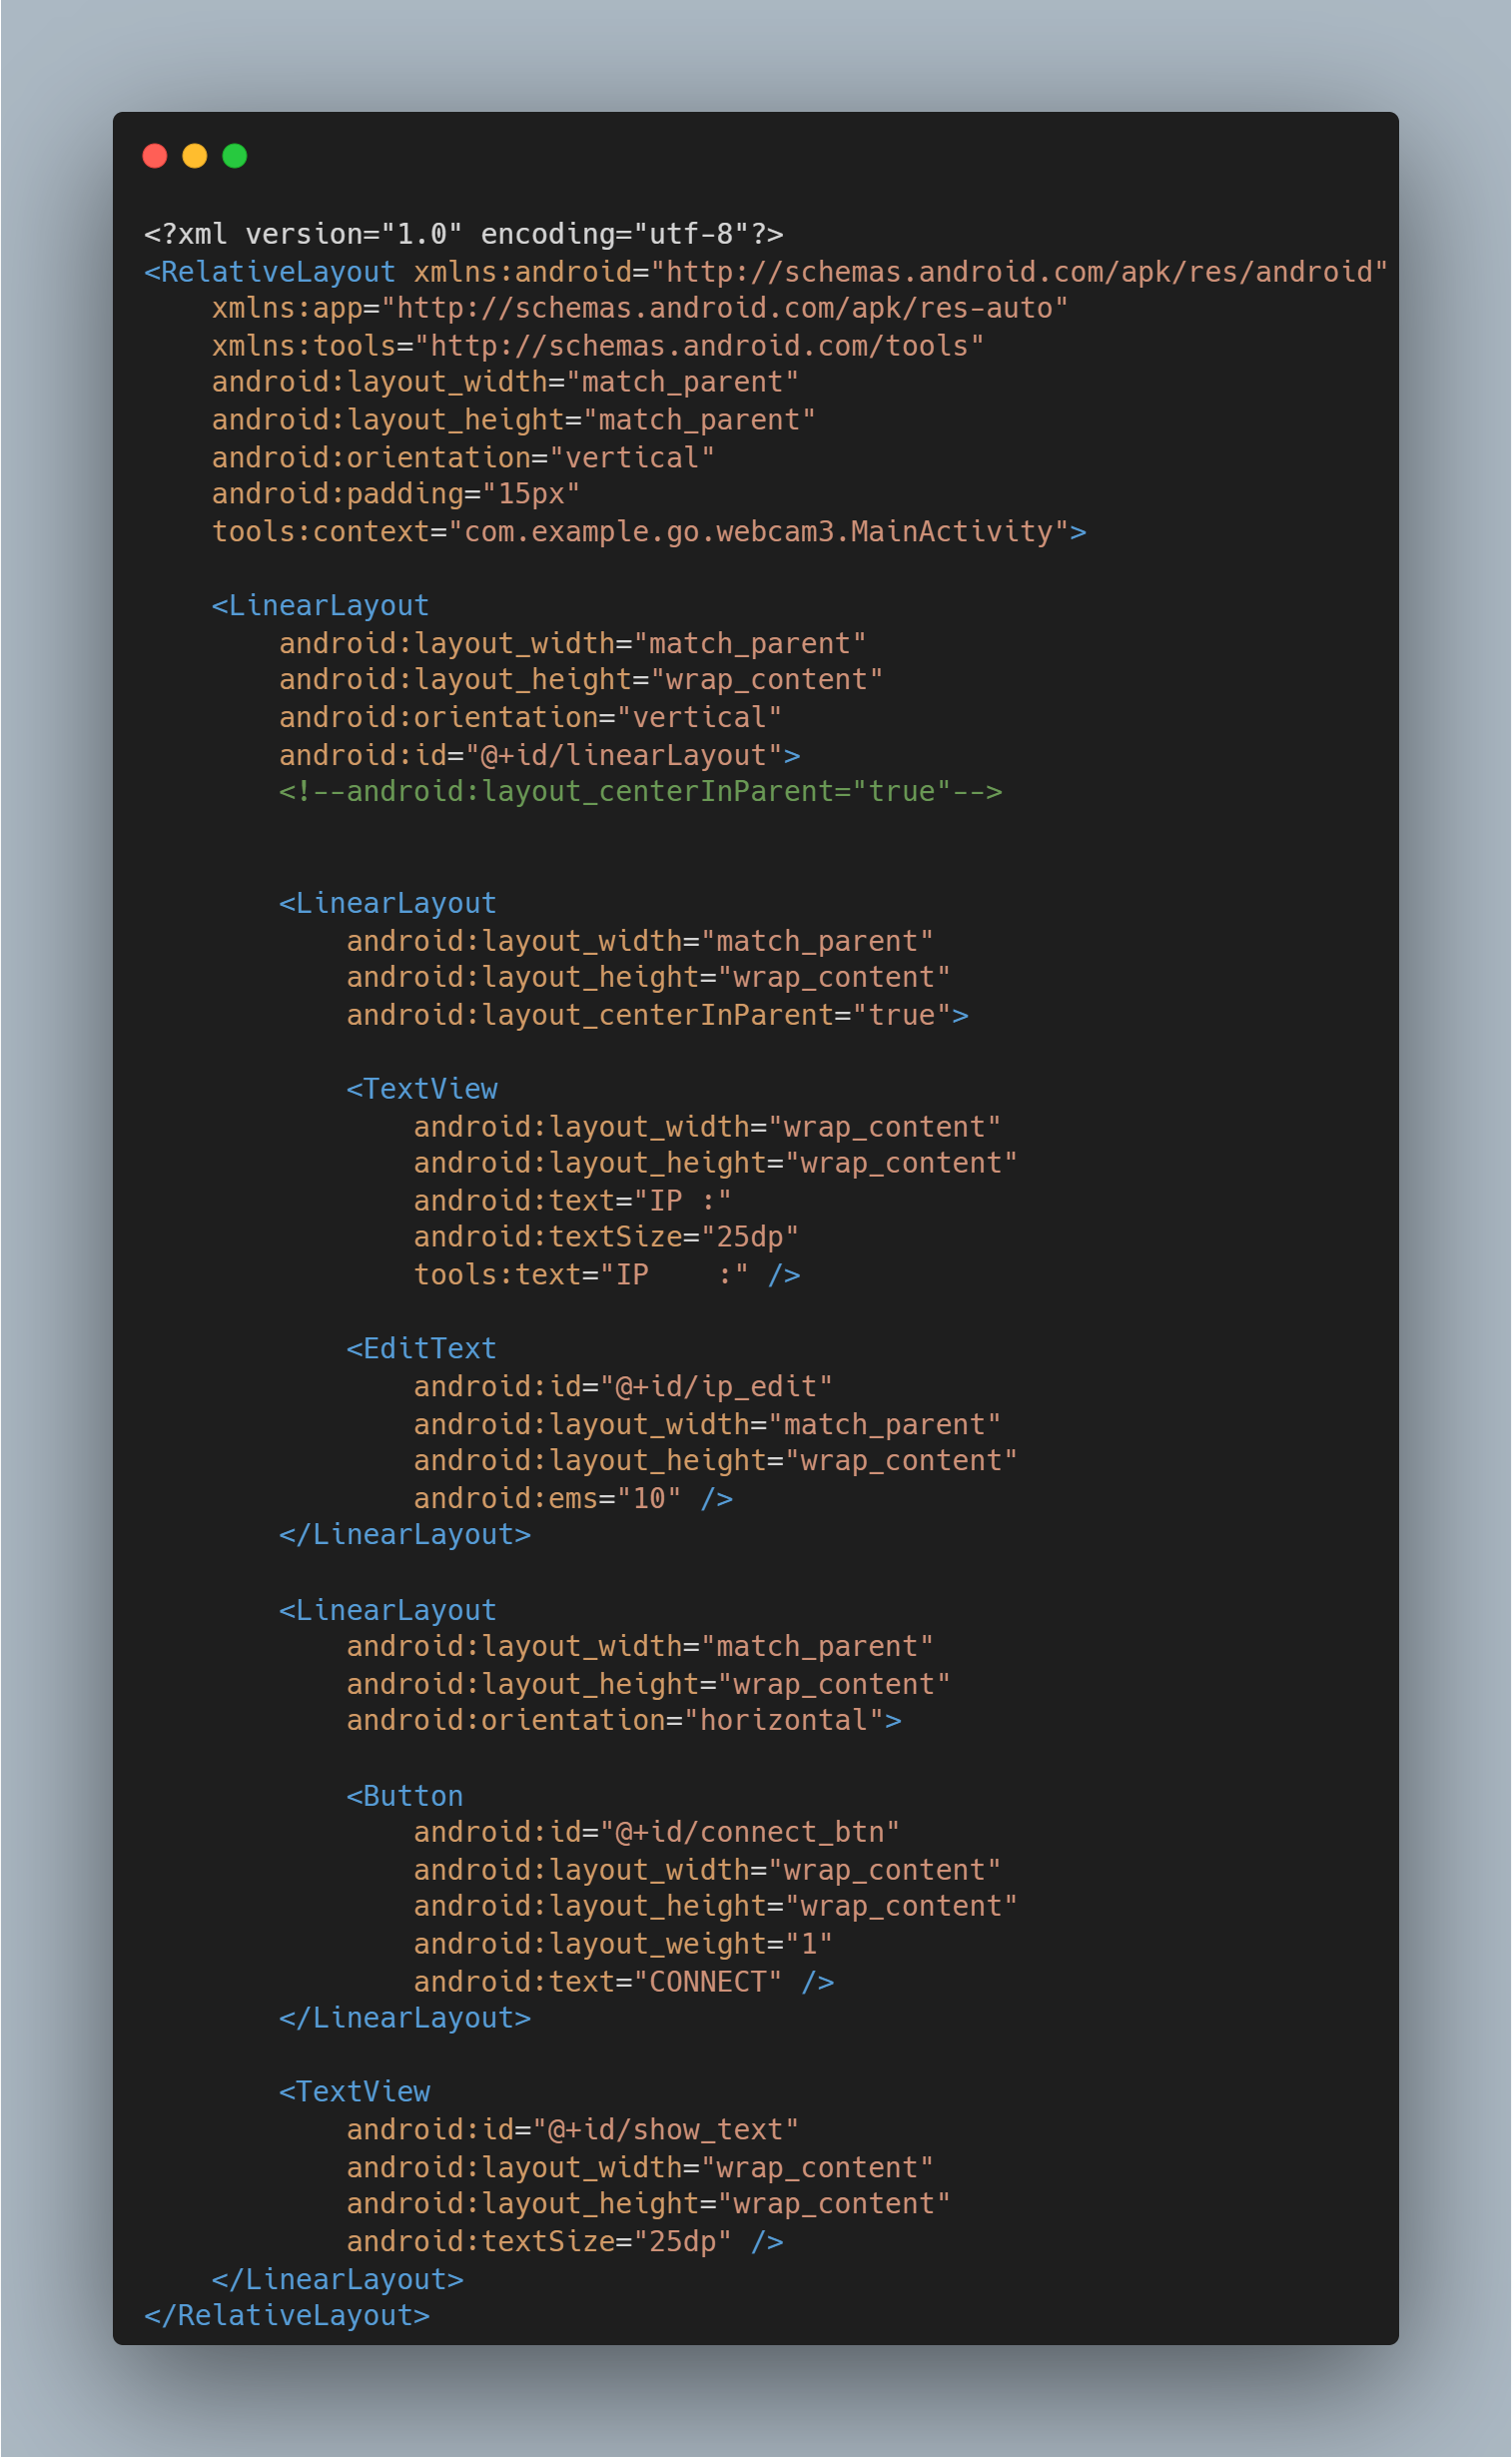 <?xml version="1.0" encoding="utf-8"?>
<RelativeLayout xmlns:android="http://schemas.android.com/apk/res/android"
    xmlns:app="http://schemas.android.com/apk/res-auto"
    xmlns:tools="http://schemas.android.com/tools"
    android:layout_width="match_parent"
    android:layout_height="match_parent"
    android:orientation="vertical"
    android:padding="15px"
    tools:context="com.example.go.webcam3.MainActivity">

    <LinearLayout
        android:layout_width="match_parent"
        android:layout_height="wrap_content"
        android:orientation="vertical"
        android:id="@+id/linearLayout">
        <!--android:layout_centerInParent="true"-->


        <LinearLayout
            android:layout_width="match_parent"
            android:layout_height="wrap_content"
            android:layout_centerInParent="true">

            <TextView
                android:layout_width="wrap_content"
                android:layout_height="wrap_content"
                android:text="IP :"
                android:textSize="25dp"
                tools:text="IP    :" />

            <EditText
                android:id="@+id/ip_edit"
                android:layout_width="match_parent"
                android:layout_height="wrap_content"
                android:ems="10" />
        </LinearLayout>

        <LinearLayout
            android:layout_width="match_parent"
            android:layout_height="wrap_content"
            android:orientation="horizontal">

            <Button
                android:id="@+id/connect_btn"
                android:layout_width="wrap_content"
                android:layout_height="wrap_content"
                android:layout_weight="1"
                android:text="CONNECT" />
        </LinearLayout>

        <TextView
            android:id="@+id/show_text"
            android:layout_width="wrap_content"
            android:layout_height="wrap_content"
            android:textSize="25dp" />
    </LinearLayout>
</RelativeLayout>